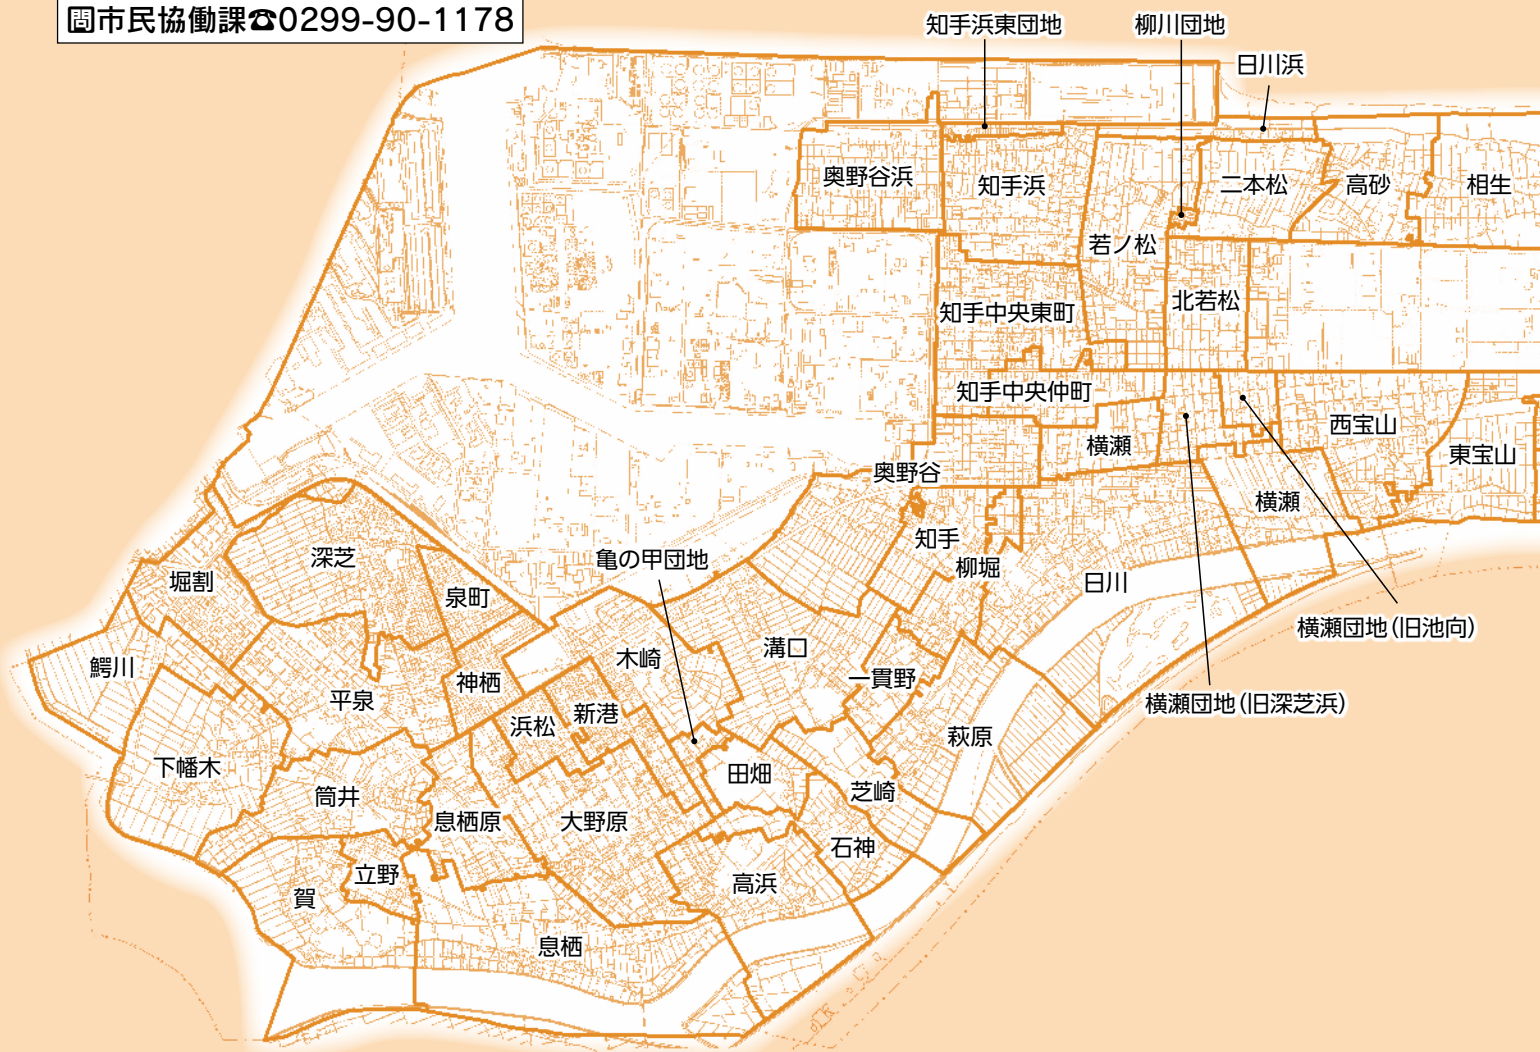 問市民協働課☎0299-90-1178
知手浜東団地
柳川団地
日川浜
奥野谷浜
知手浜
二本松
高砂
相生
若ノ松
北若松
知手中央東町
知手中央仲町
西宝山
横瀬
東宝山
奥野谷
横瀬
知手
柳堀
日川
深芝
堀割
亀の甲団地
泉町
横瀬団地(旧池向)
溝口
木崎
鰐川
一貫野
神栖
平泉
横瀬団地(旧深芝浜)
新港
浜松
萩原
下幡木
田畑
芝崎
筒井
息栖原
大野原
石神
立野
高浜
賀
息栖